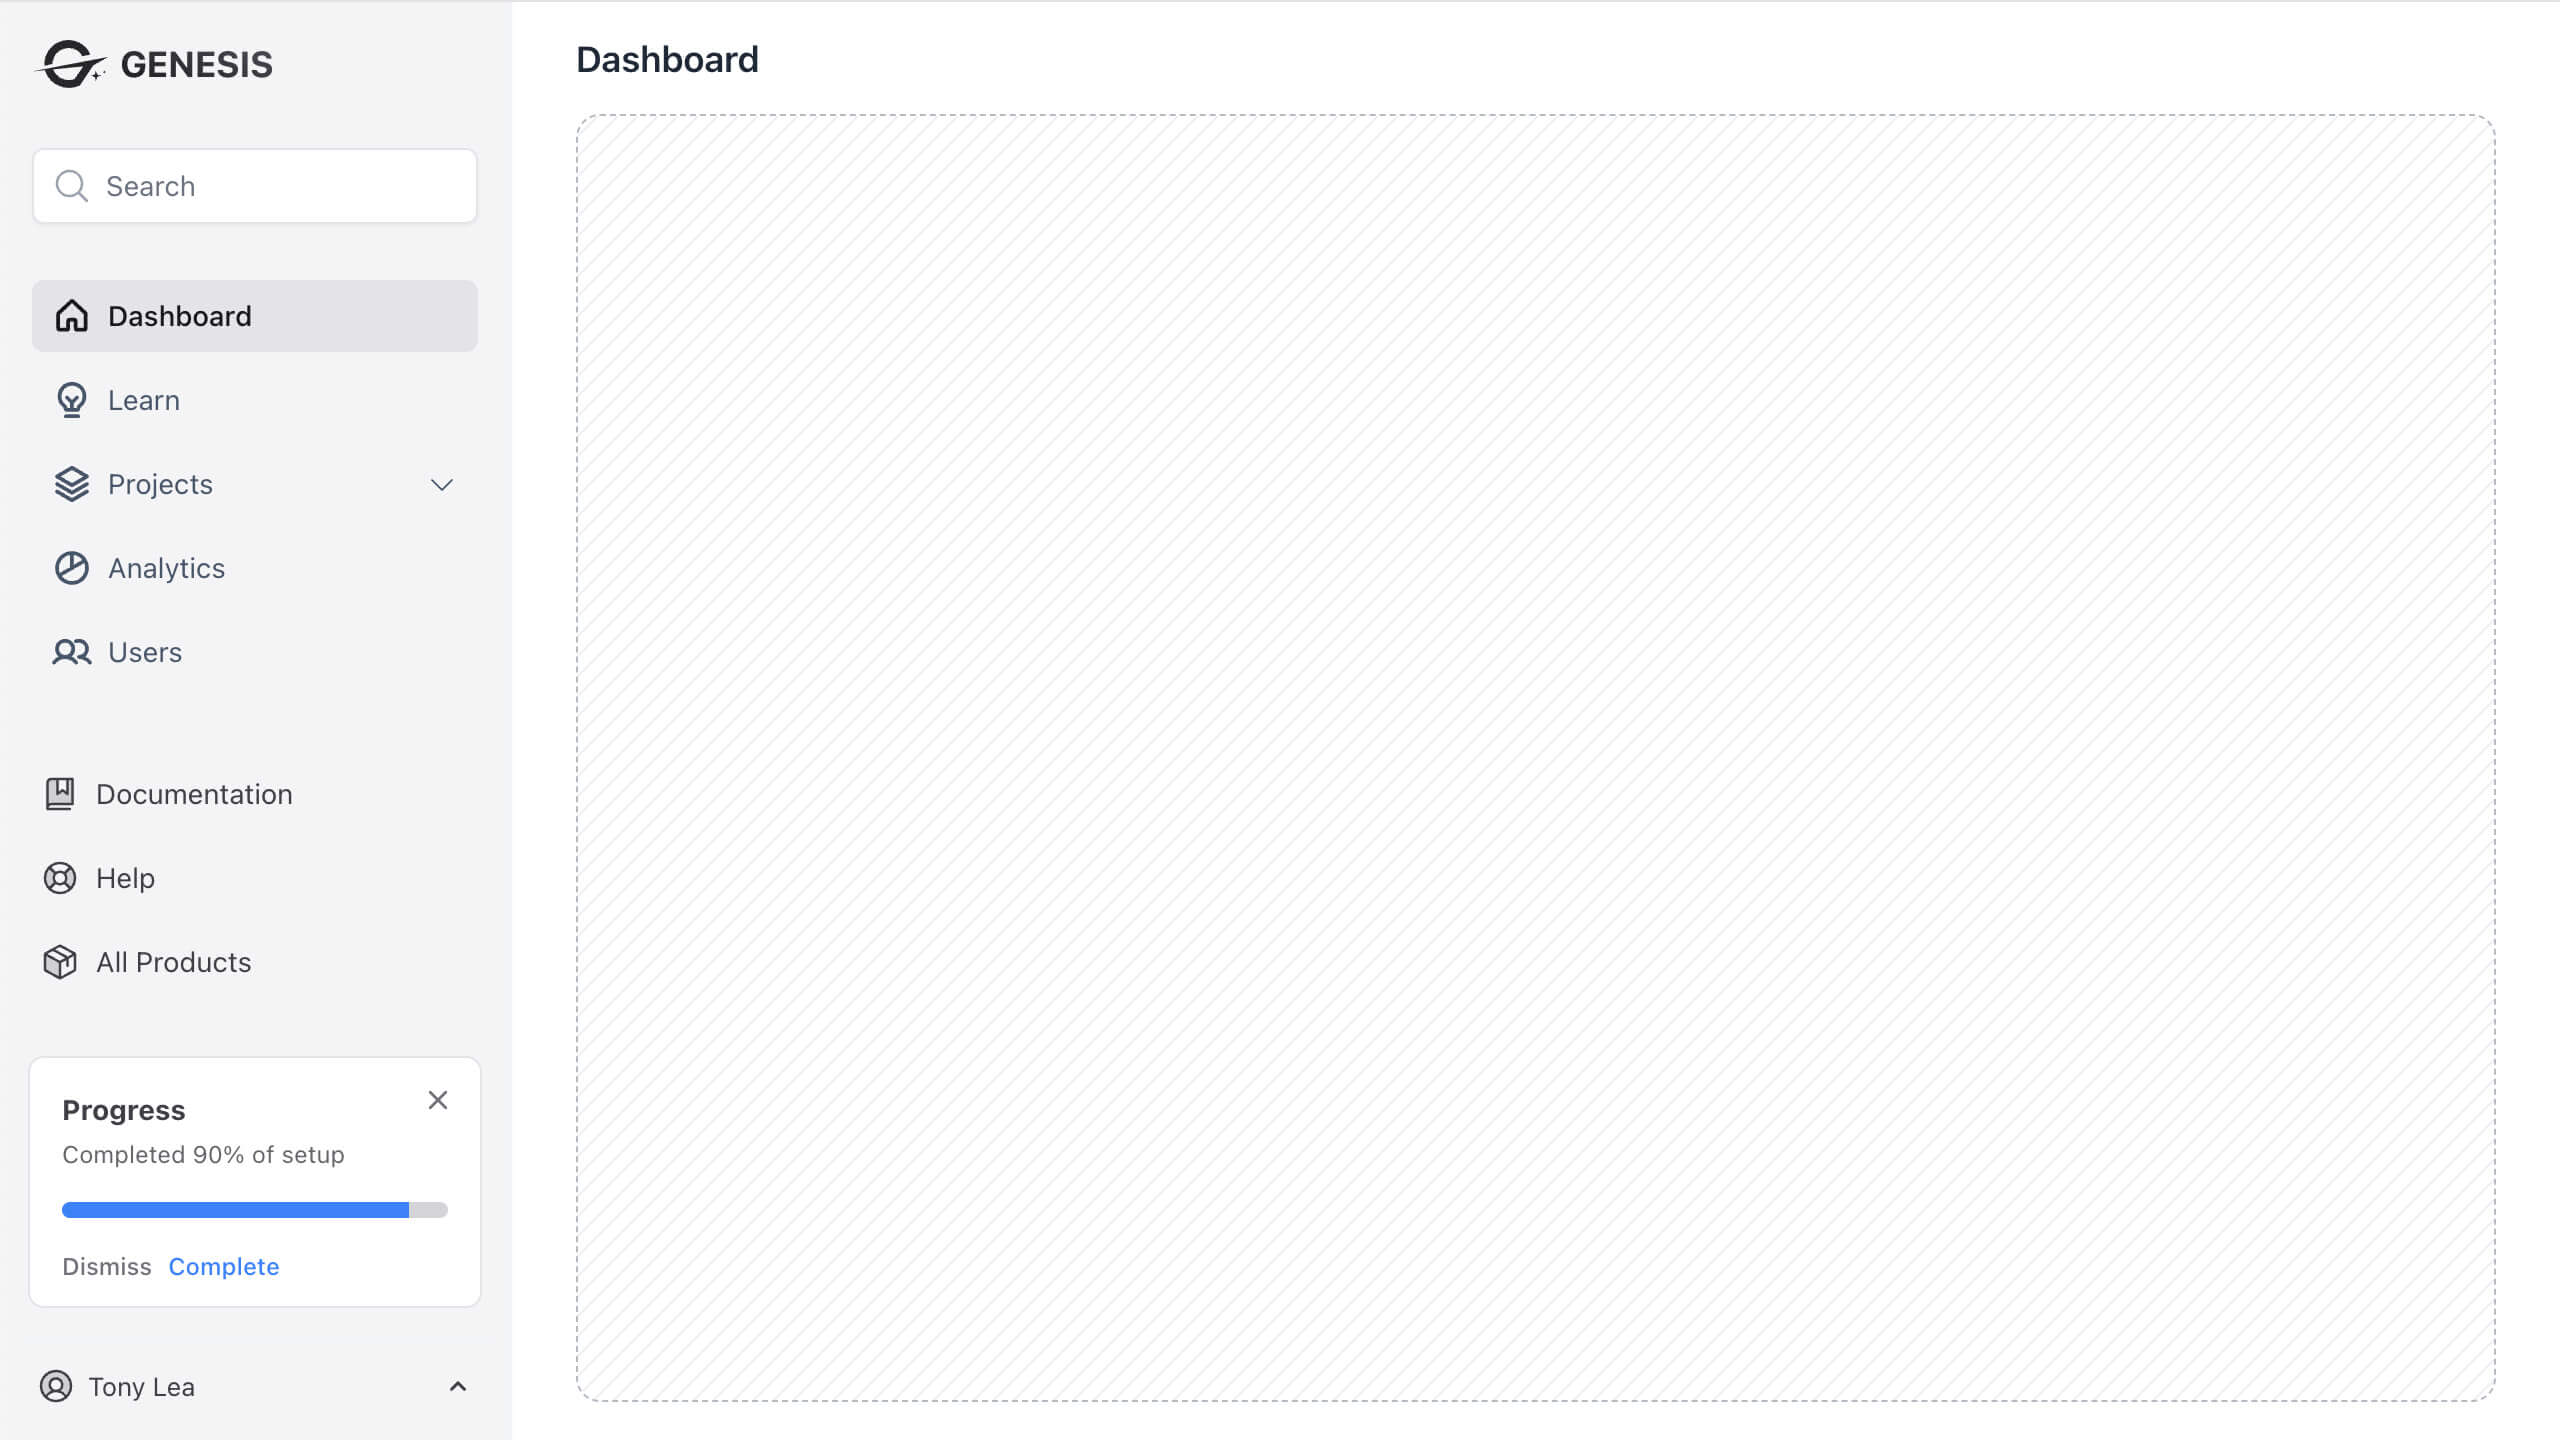 GENESIS
Search
Dashboard
Learn
Projects
Analytics
Users
Documentation
Help
All Products
Progress
Completed 90% of setup
Dismiss Complete
Tony Lea
Dashboard